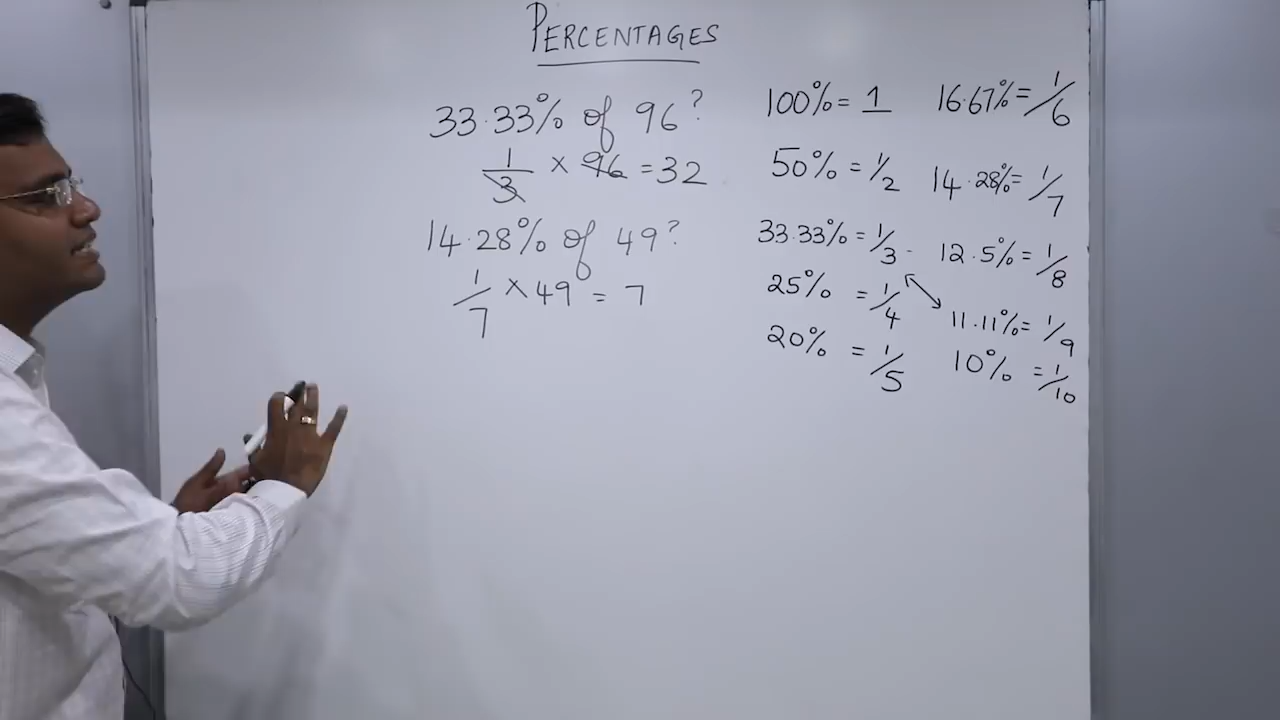 PERCENTAGES
33.33% of 96?
1/3 × 96 = 32
14.28% of 49?
1/7 × 49 = 7
100% = 1
50% = 1/2
33.33% = 1/3
25% = 1/4
20% = 1/5
16.67% = 1/6
14.28% = 1/7
12.5% = 1/8
11.11% = 1/9
10% = 1/10